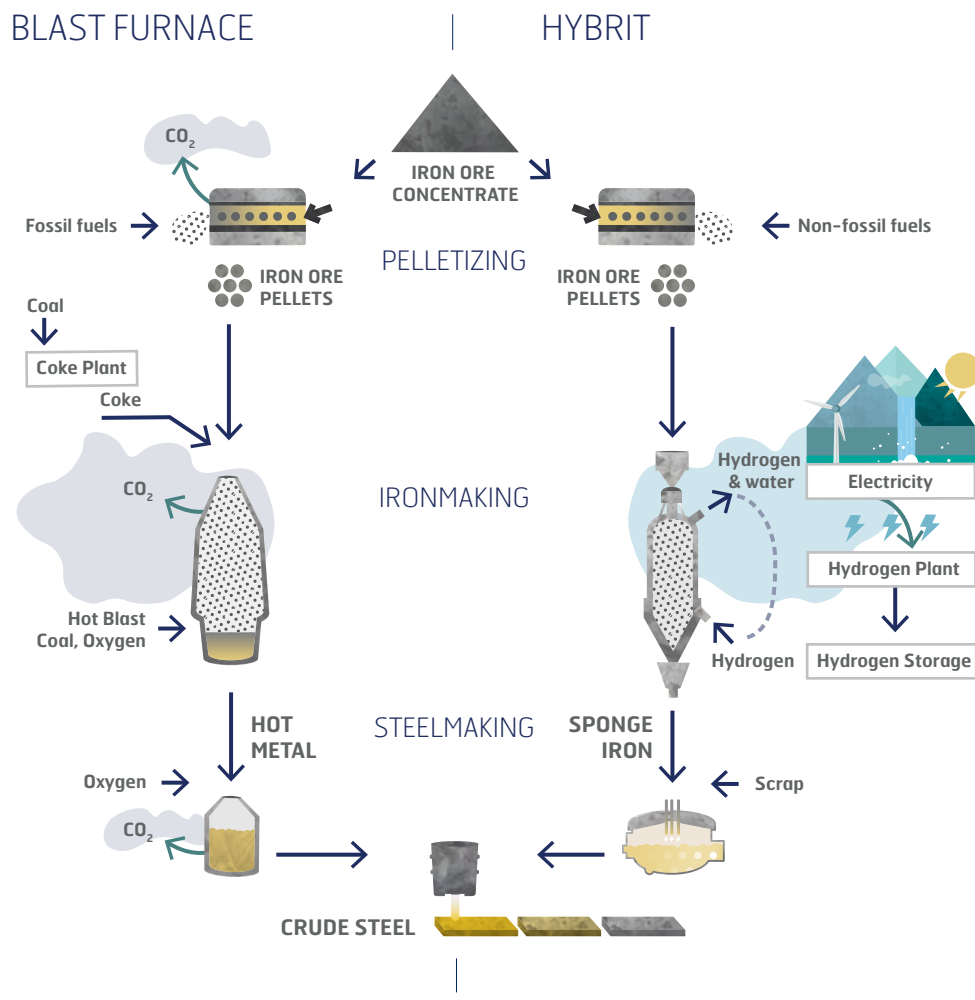 BLAST FURNACE
HYBRIT
CO₂
IRON ORE
CONCENTRATE
Fossil fuels
Non-fossil fuels
PELLETIZING
IRON ORE
PELLETS
IRON ORE
PELLETS
Coal
Coke Plant
Coke
CO₂
IRONMAKING
Hydrogen
& water
Electricity
Hydrogen Plant
Hot Blast
Coal, Oxygen
Hydrogen
Hydrogen Storage
HOT
METAL
STEELMAKING
SPONGE
IRON
Oxygen
Scrap
CO₂
CRUDE STEEL